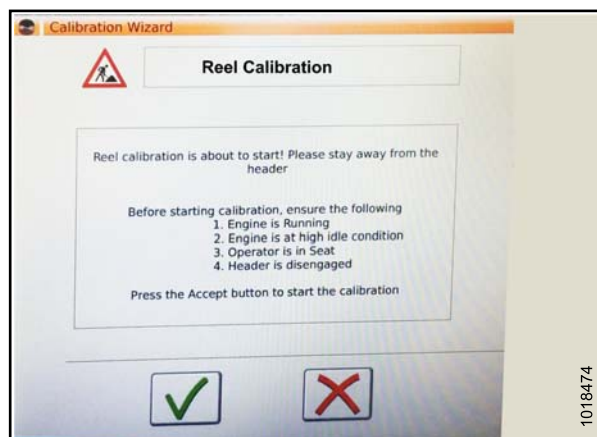 Calibration Wizard
Reel Calibration
Reel calibration is about to start! Please stay away from the
header
Before starting calibration, ensure the following
1. Engine is Running
2. Engine is at high idle condition
3. Operator is in Seat
4. Header is disengaged
Press the Accept button to start the calibration
1018474